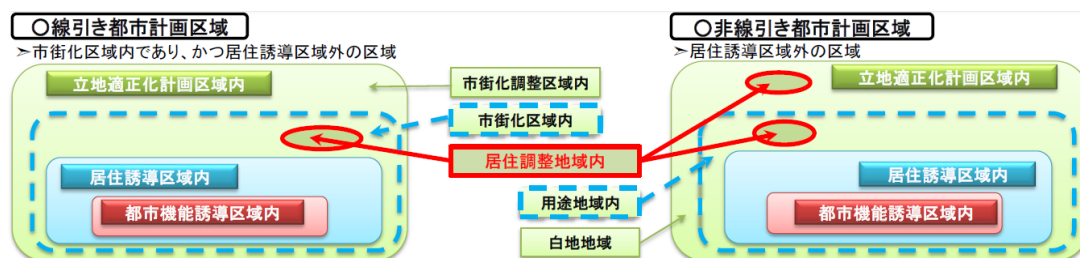 〇線引き都市計画区域
➢市街化区域内であり、かつ居住誘導区域外の区域
立地適正化計画区域内
居住誘導区域内
都市機能誘導区域内
市街化調整区域内
市街化区域内
居住調整地域内
用途地域内
白地地域
〇非線引き都市計画区域
➢居住誘導区域外の区域
立地適正化計画区域内
居住誘導区域内
都市機能誘導区域内